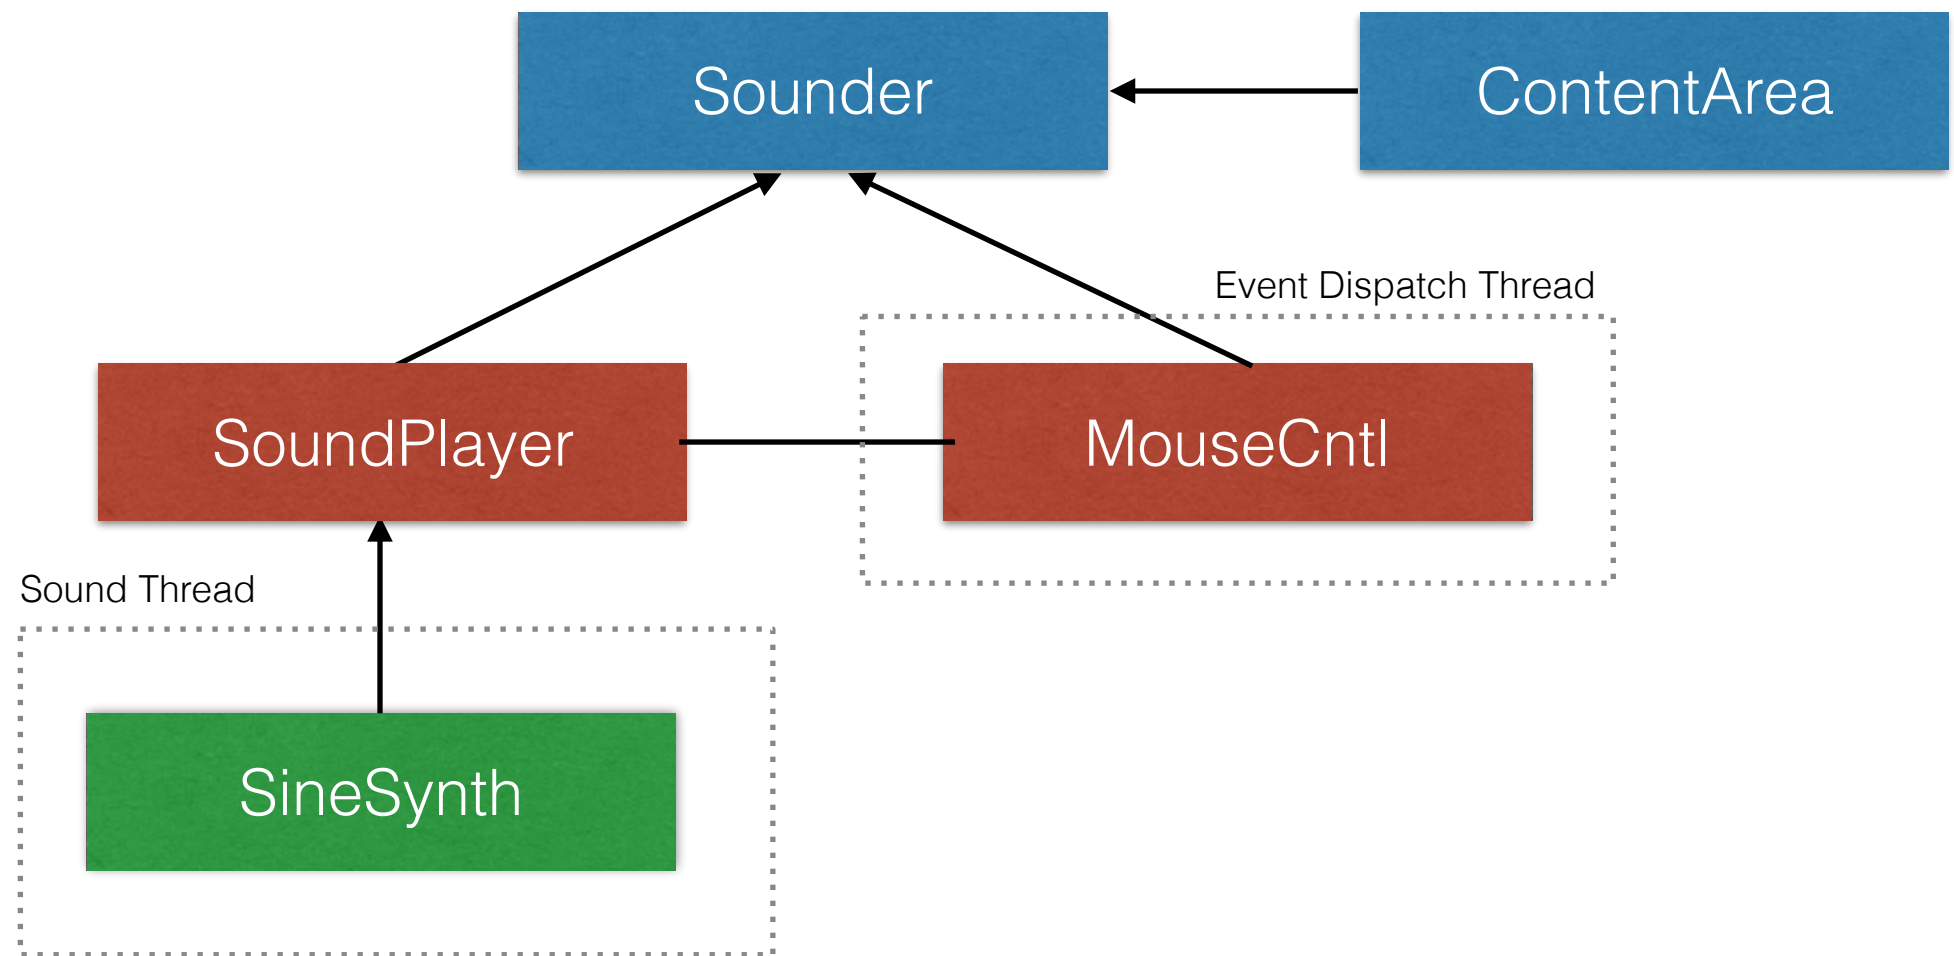 Sounder
ContentArea
Event Dispatch Thread
SoundPlayer
MouseCntl
Sound Thread
SineSynth